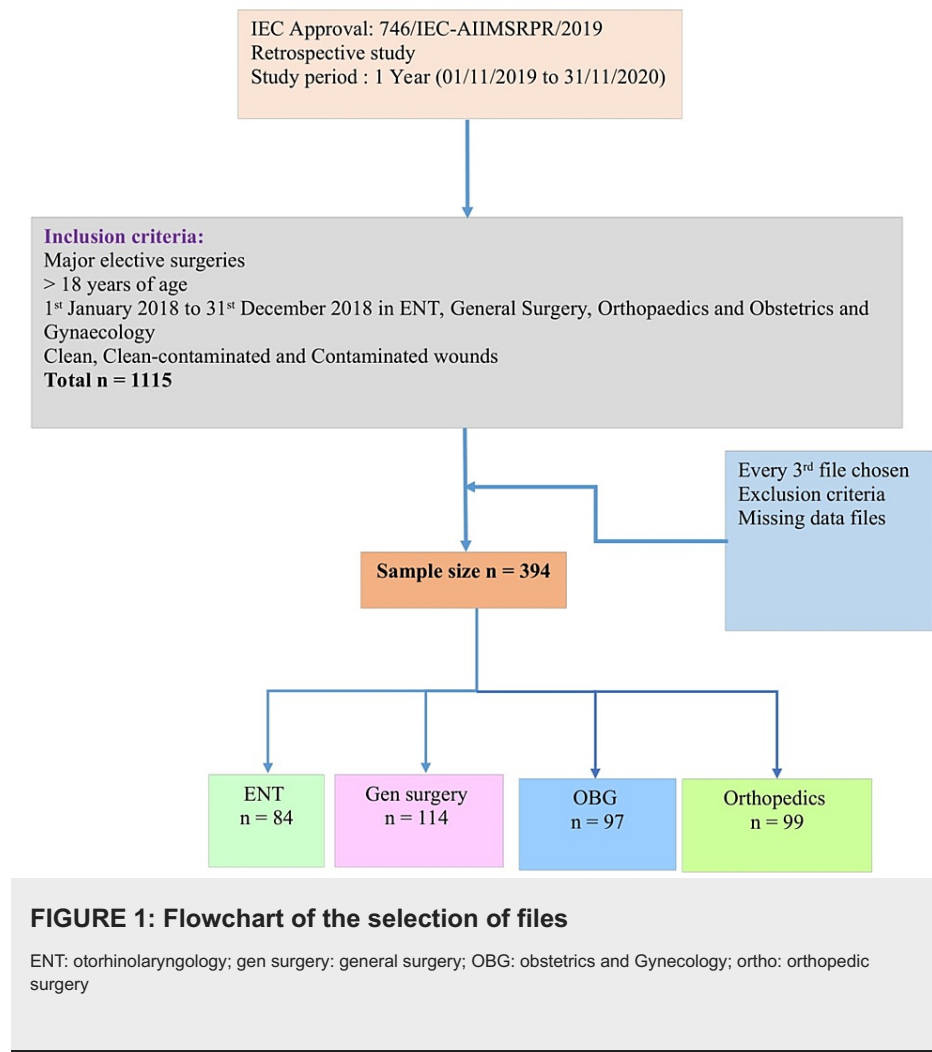 IEC Approval: 746/IEC-AIIMSRPR/2019
Retrospective study
Study period : 1 Year (01/11/2019 to 31/11/2020)
Inclusion criteria:
Major elective surgeries
> 18 years of age
1st January 2018 to 31st December 2018 in ENT, General Surgery, Orthopaedics and Obstetrics and
Gynaecology
Clean, Clean-contaminated and Contaminated wounds
Total n = 1115
Every 3rd file chosen
Exclusion criteria
Missing data files
Sample size n = 394
ENT
n = 84
Gen surgery
n = 114
OBG
n = 97
Orthopedics
n = 99
FIGURE 1: Flowchart of the selection of files
ENT: otorhinolaryngology; gen surgery: general surgery; OBG: obstetrics and Gynecology; ortho: orthopedic
surgery